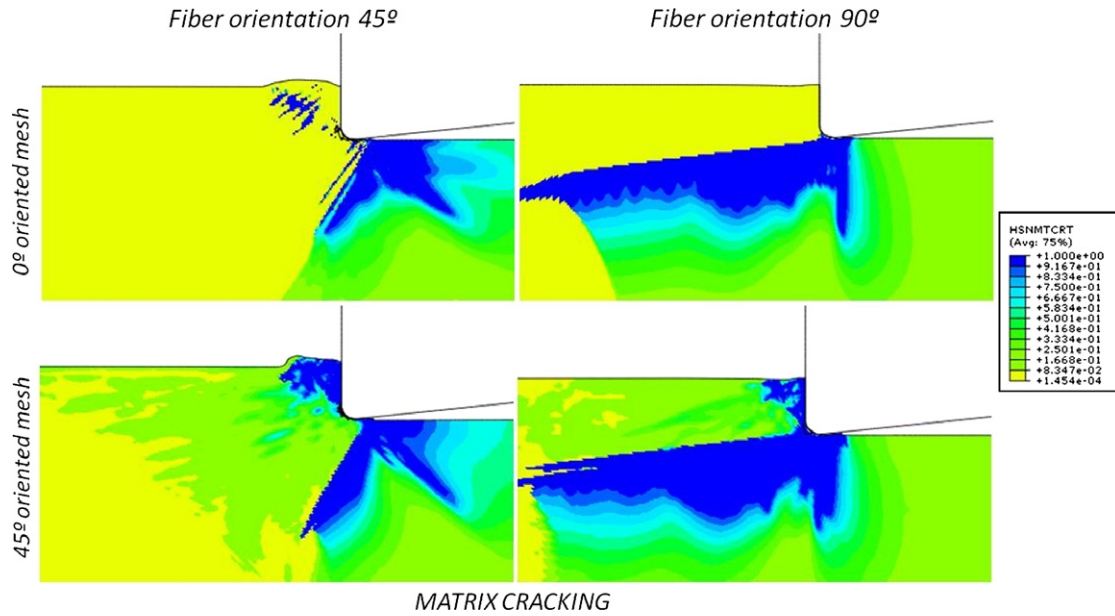 Fiber orientation 45º
Fiber orientation 90º
0º oriented mesh
45º oriented mesh
HSNMTCRT
(Avg: 75%)
+1.000e+00
+9.167e-01
+8.334e-01
+7.500e-01
+6.667e-01
+5.834e-01
+5.001e-01
+4.168e-01
+3.334e-01
+2.501e-01
+1.668e-01
+8.347e-02
+1.454e-04
MATRIX CRACKING